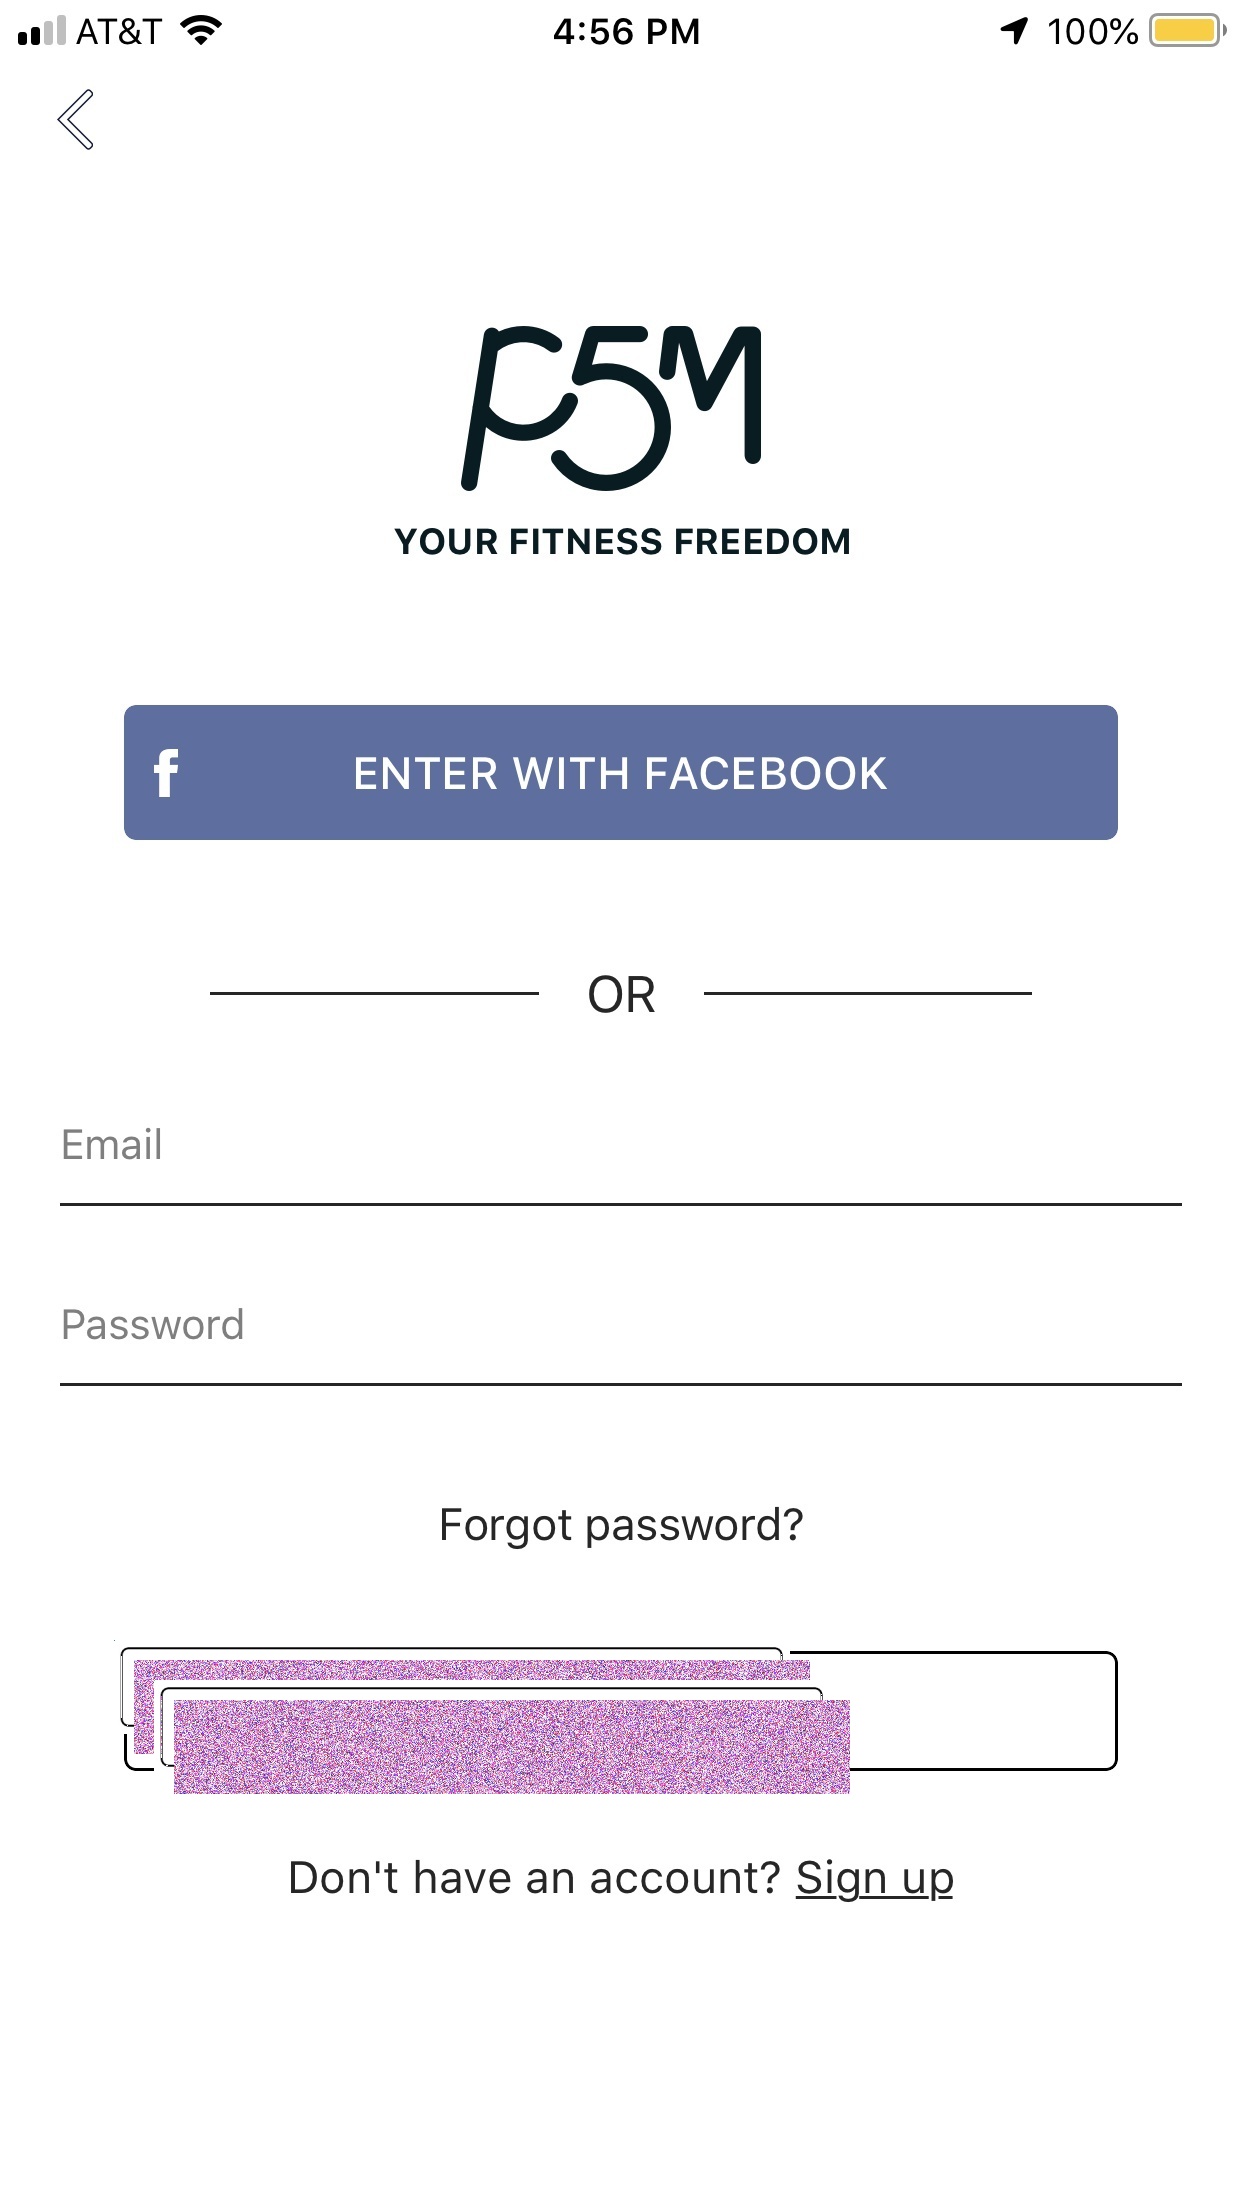 AT&T 4:56 PM 100%
P5M
YOUR FITNESS FREEDOM
f ENTER WITH FACEBOOK
OR
Email
Password
Forgot password?
Don't have an account? Sign up